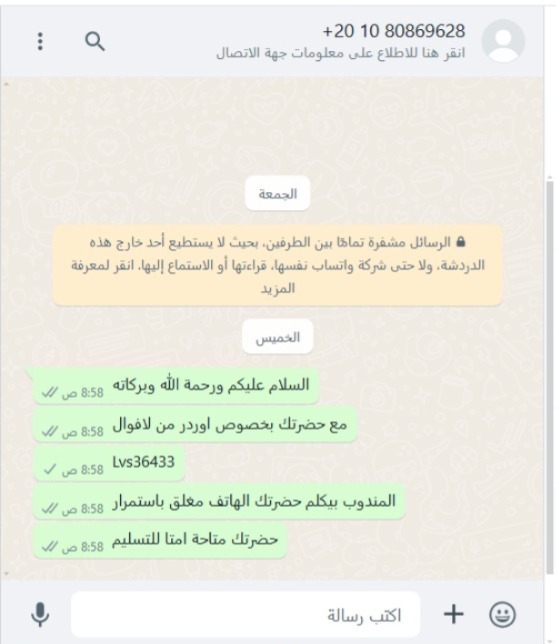 +20 10 80869628
انقر هنا للاطلاع على معلومات جهة الاتصال
الجمعة
الرسائل مشفرة تمامًا بين الطرفين، بحيث لا يستطيع أحد خارج هذه
الدردشة، ولا حتى شركة واتساب نفسها، قراءتها أو الاستماع إليها. انقر لمعرفة
المزيد
الخميس
السلام عليكم ورحمة الله وبركاته 8:58 ص
مع حضرتك بخصوص اوردر من لافوال 8:58 ص
Lvs36433 8:58 ص
المندوب بيكلم حضرتك الهاتف مغلق باستمرار 8:58 ص
حضرتك متاحة امتا للتسليم 8:58 ص
اكتب رسالة